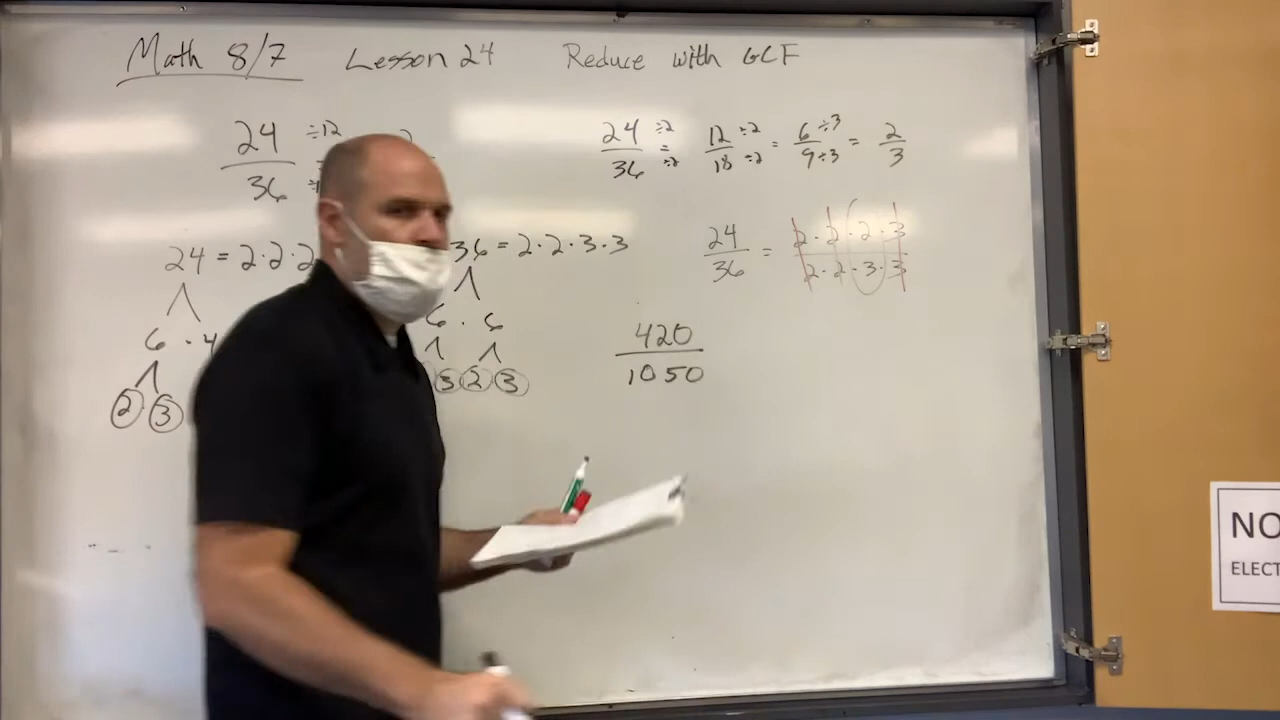 Math 8/7 Lesson 24 Reduce with GCF
24/36 ÷12
24/36 ÷2/÷2 = 12/18 ÷2/÷2 = 6/9 ÷3/÷3 = 2/3
24 = 2·2·2
36 = 2·2·3·3
24/36 = 2·2·2·3/2·2·3·3
6 · 4
6 · 6
2 3
3 2 3
420/1050
NO
ELECT